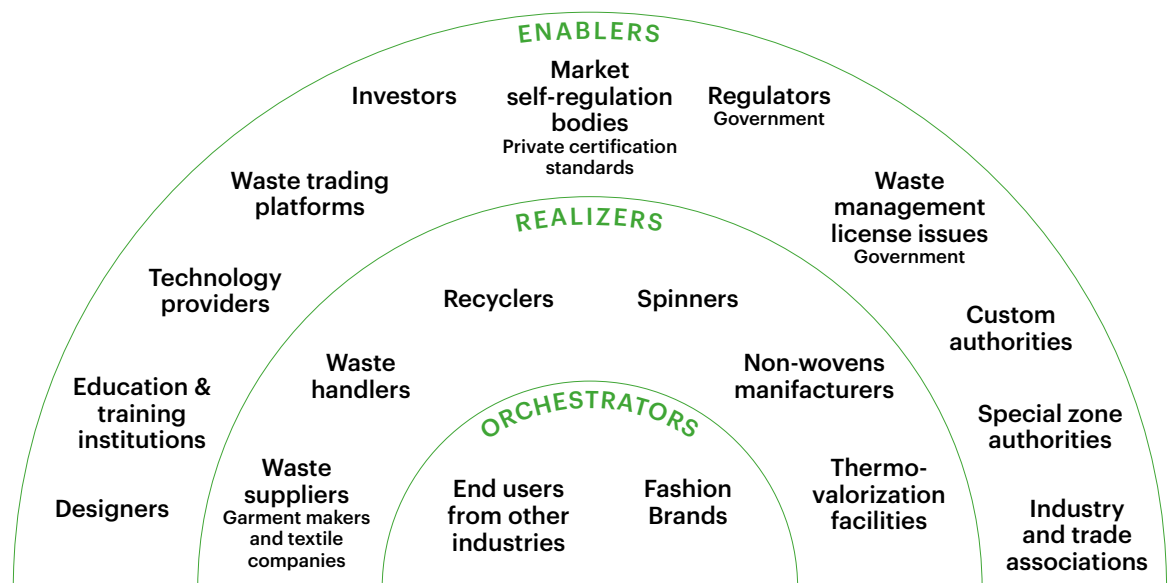 ENABLERS
Investors
Market
self-regulation
bodies
Private certification
standards
Regulators
Government
Waste trading
platforms
Waste
management
license issues
Government
Technology
providers
Custom
authorities
Education &
training
institutions
Special zone
authorities
Designers
Industry
and trade
associations
REALIZERS
Recyclers
Spinners
Waste
handlers
Non-wovens
manifacturers
Waste
suppliers
Garment makers
and textile
companies
Thermo-
valorization
facilities
ORCHESTRATORS
End users
from other
industries
Fashion
Brands